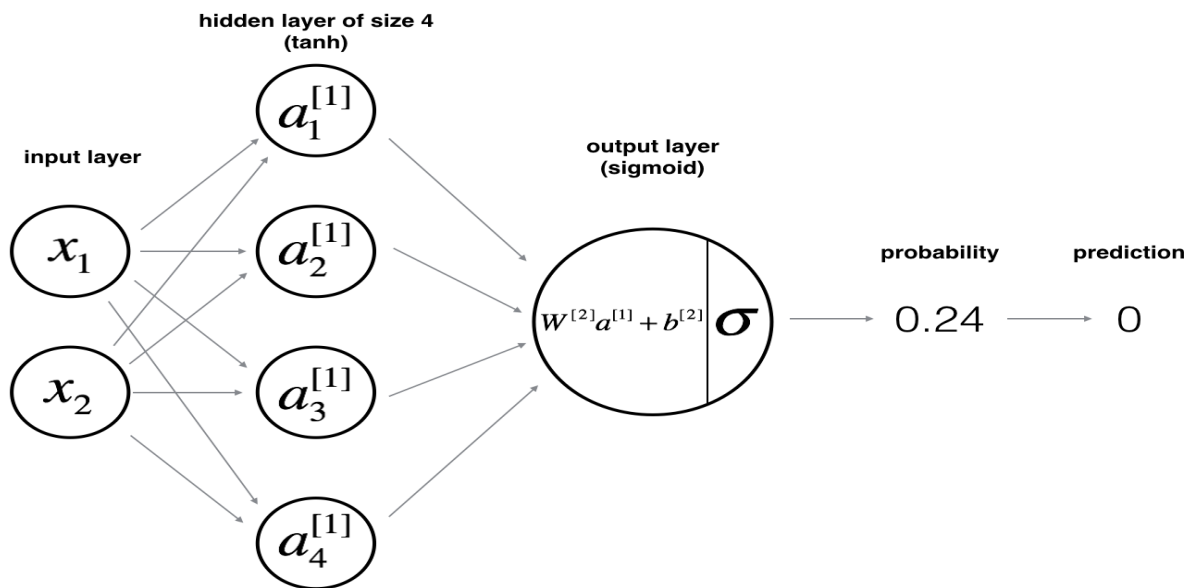 hidden layer of size 4
(tanh)
input layer
x₁
x₂
a₁^[1]
a₂^[1]
a₃^[1]
a₄^[1]
output layer
(sigmoid)
W^[2]a^[1] + b^[2]
σ
probability
0.24
prediction
0